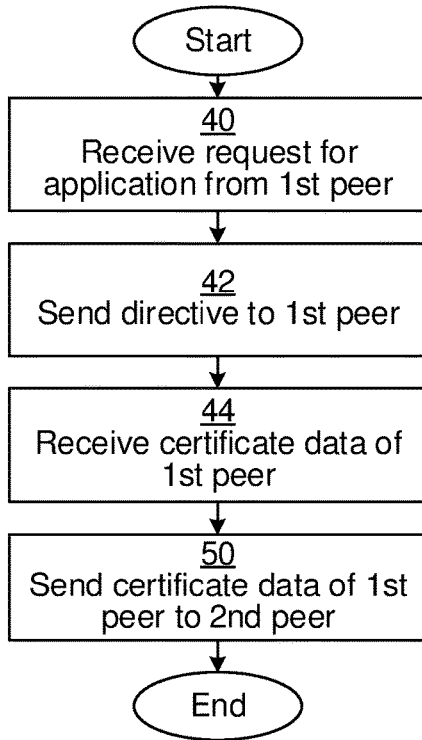 Start
40
Receive request for
application from 1st peer
42
Send directive to 1st peer
44
Receive certificate data of
1st peer
50
Send certificate data of 1st
peer to 2nd peer
End